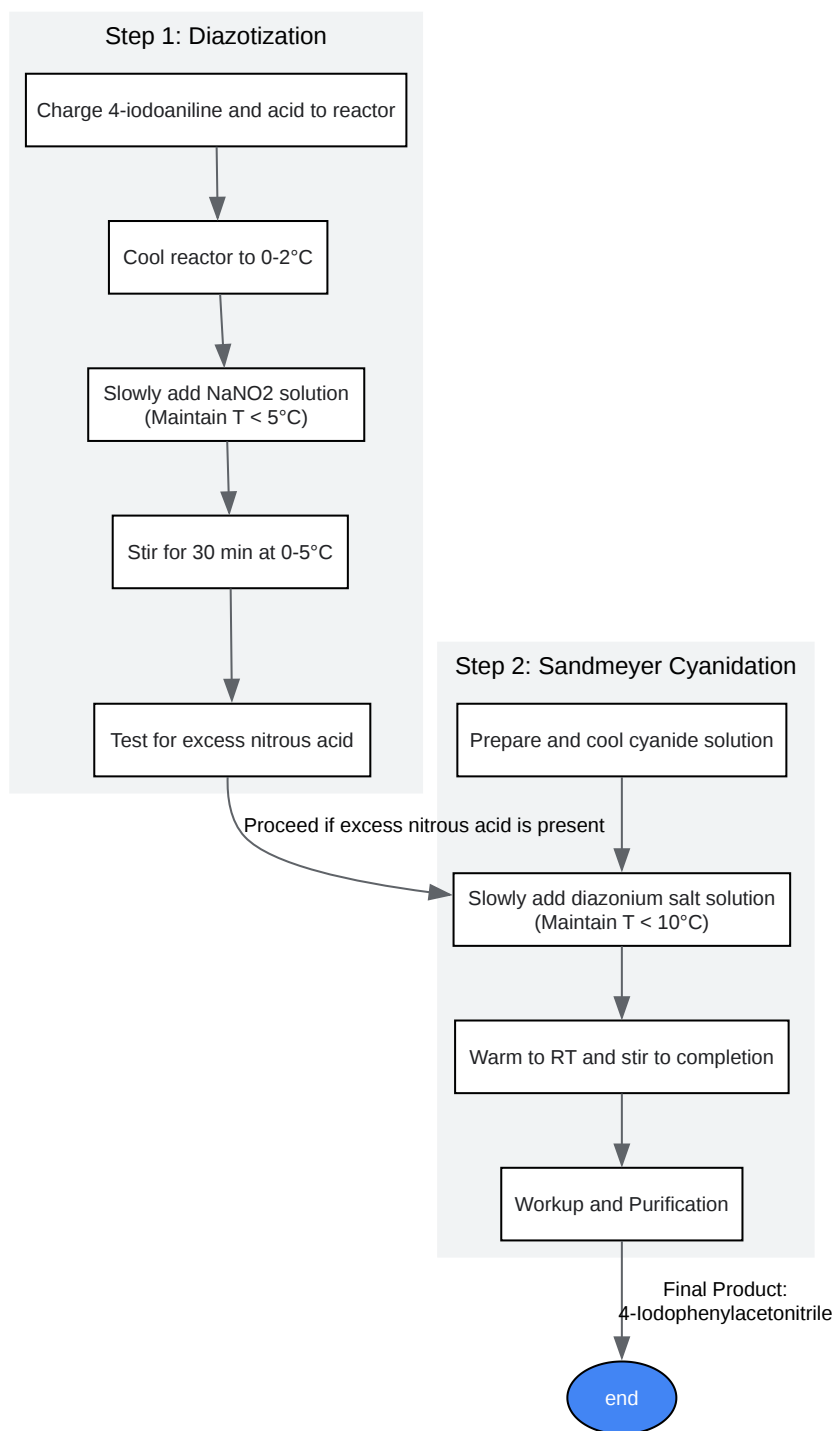 Step 1: Diazotization
Charge 4-iodoaniline and acid to reactor
Cool reactor to 0-2°C
Slowly add NaNO2 solution
(Maintain T < 5°C)
Stir for 30 min at 0-5°C
Test for excess nitrous acid
Proceed if excess nitrous acid is present
Step 2: Sandmeyer Cyanidation
Prepare and cool cyanide solution
Slowly add diazonium salt solution
(Maintain T < 10°C)
Warm to RT and stir to completion
Workup and Purification
Final Product:
4-Iodophenylacetonitrile
end